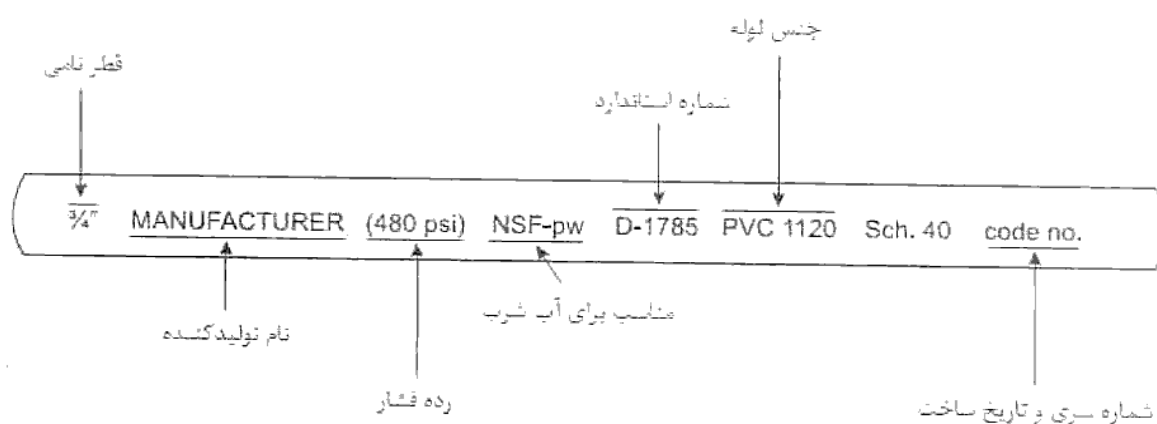 جنس لوله
قطر نامی
شماره استاندارد
¾" MANUFACTURER (480 psi) NSF-pw D-1785 PVC 1120 Sch. 40 code no.
مناسب برای آب شرب
نام تولیدکننده
رده فشار
شماره سری و تاریخ ساخت